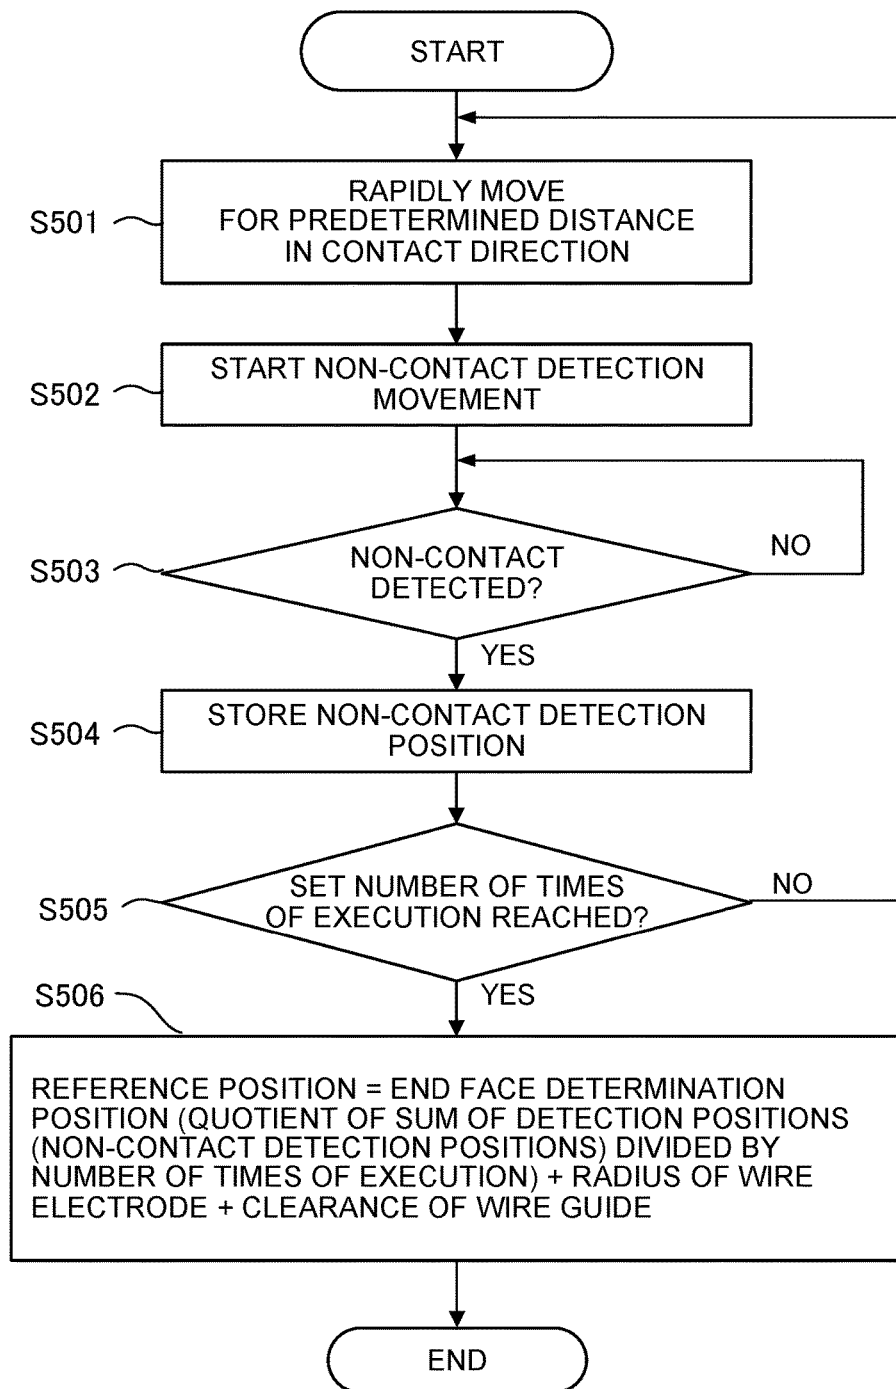 START
S501
RAPIDLY MOVE
FOR PREDETERMINED DISTANCE
IN CONTACT DIRECTION
S502
START NON-CONTACT DETECTION
MOVEMENT
S503
NON-CONTACT
DETECTED?
NO
YES
S504
STORE NON-CONTACT DETECTION
POSITION
S505
SET NUMBER OF TIMES
OF EXECUTION REACHED?
NO
YES
S506
REFERENCE POSITION = END FACE DETERMINATION
POSITION (QUOTIENT OF SUM OF DETECTION POSITIONS
(NON-CONTACT DETECTION POSITIONS) DIVIDED BY
NUMBER OF TIMES OF EXECUTION) + RADIUS OF WIRE
ELECTRODE + CLEARANCE OF WIRE GUIDE
END